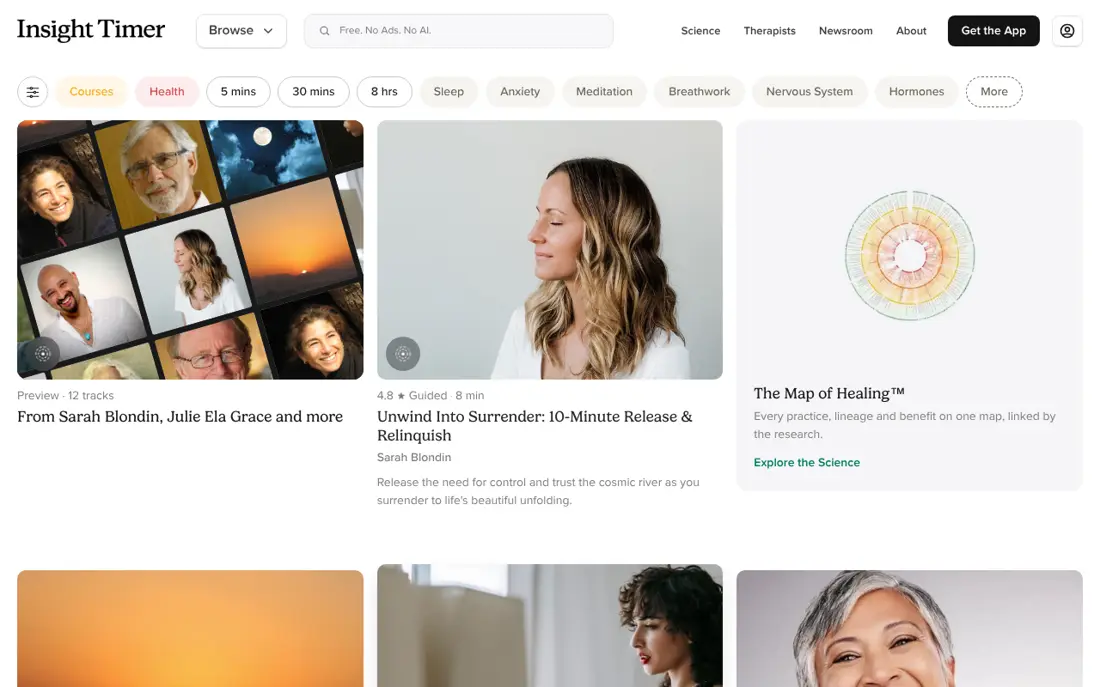 Insight Timer
Browse
Free. No Ads. No AI.
Science
Therapists
Newsroom
About
Get the App
Courses
Health
5 mins
30 mins
8 hrs
Sleep
Anxiety
Meditation
Breathwork
Nervous System
Hormones
More
Preview · 12 tracks
From Sarah Blondin, Julie Ela Grace and more
4.8 ★ Guided · 8 min
Unwind Into Surrender: 10-Minute Release &
Relinquish
Sarah Blondin
Release the need for control and trust the cosmic river as you
surrender to life's beautiful unfolding.
The Map of Healing™
Every practice, lineage and benefit on one map, linked by
the research.
Explore the Science